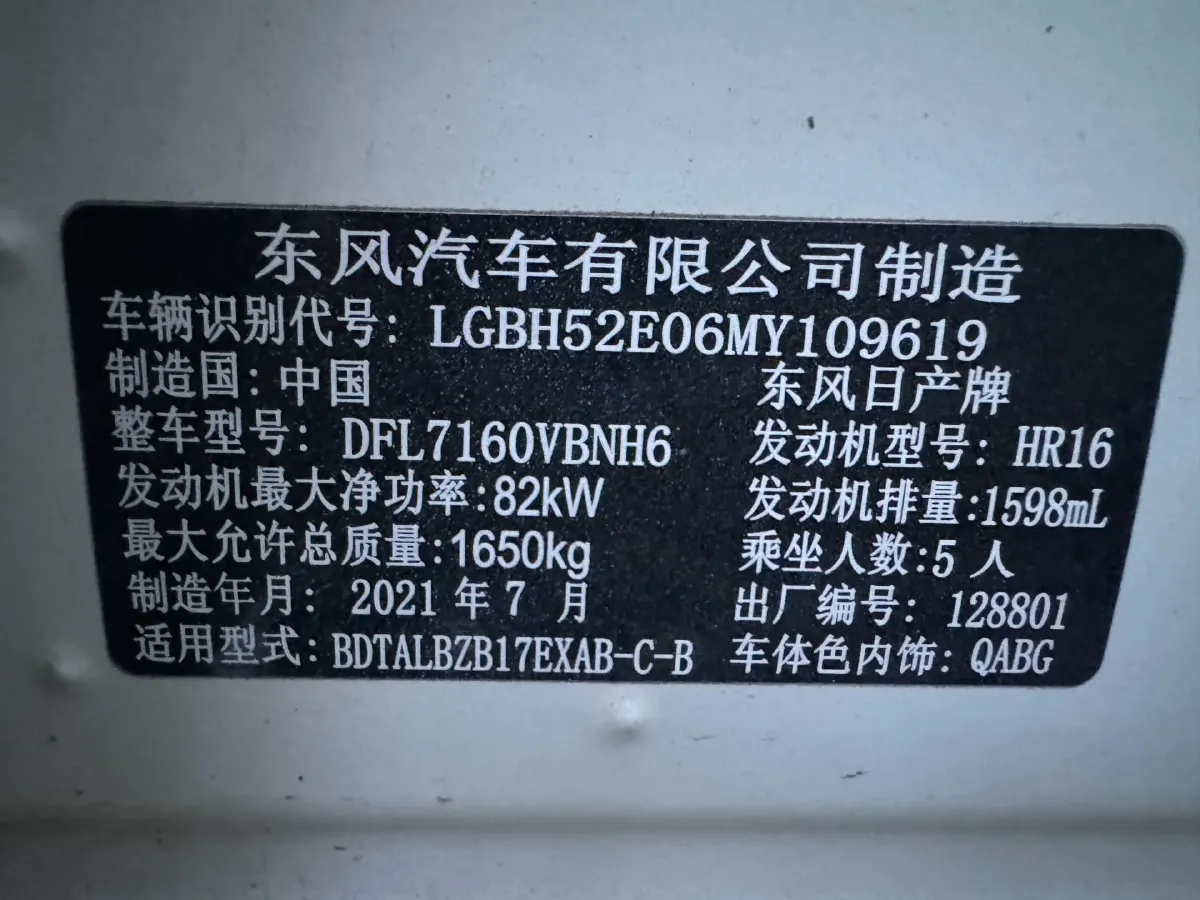 东风汽车有限公司制造
车辆识别代号: LGBH52E06MY109619
制造国: 中国 东风日产牌
整车型号: DFL7160VBNH6 发动机型号: HR16
发动机最大净功率:82kW 发动机排量:1598mL
最大允许总质量:1650kg 乘坐人数:5 人
制造年月: 2021 年 7 月 出厂编号: 128801
适用型式: BDTALBZB17EXAB-C-B 车体色内饰: QABG